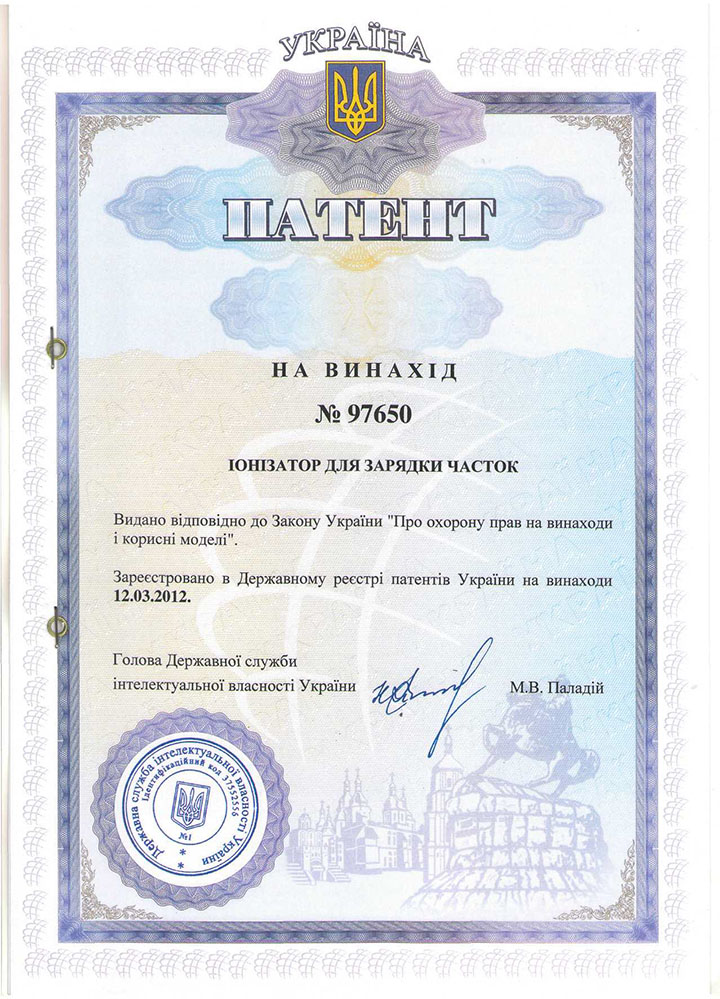 УКРАЇНА
ПАТЕНТ
НА ВИНАХІД
№ 97650
ІОНІЗАТОР ДЛЯ ЗАРЯДКИ ЧАСТОК
Видано відповідно до Закону України "Про охорону прав на винаходи
і корисні моделі".
Зареєстровано в Державному реєстрі патентів України на винаходи
12.03.2012.
Голова Державної служби
інтелектуальної власності України
М.В. Паладій
Державна служба інтелектуальної власності України
Ідентифікаційний код 37552556
№1